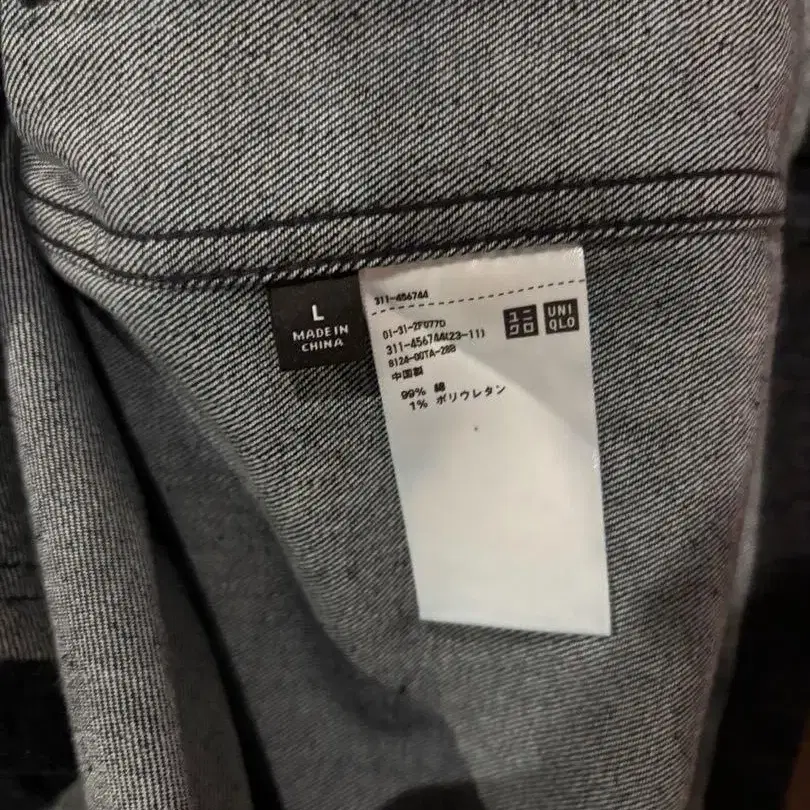 L
MADE IN
CHINA
311-456744
ユニ
クロ
UNI
QLO
01-31-2F077D
311-456744(23-11)
8124-00TA-28B
中国製
99% 綿
1% ポリウレタン